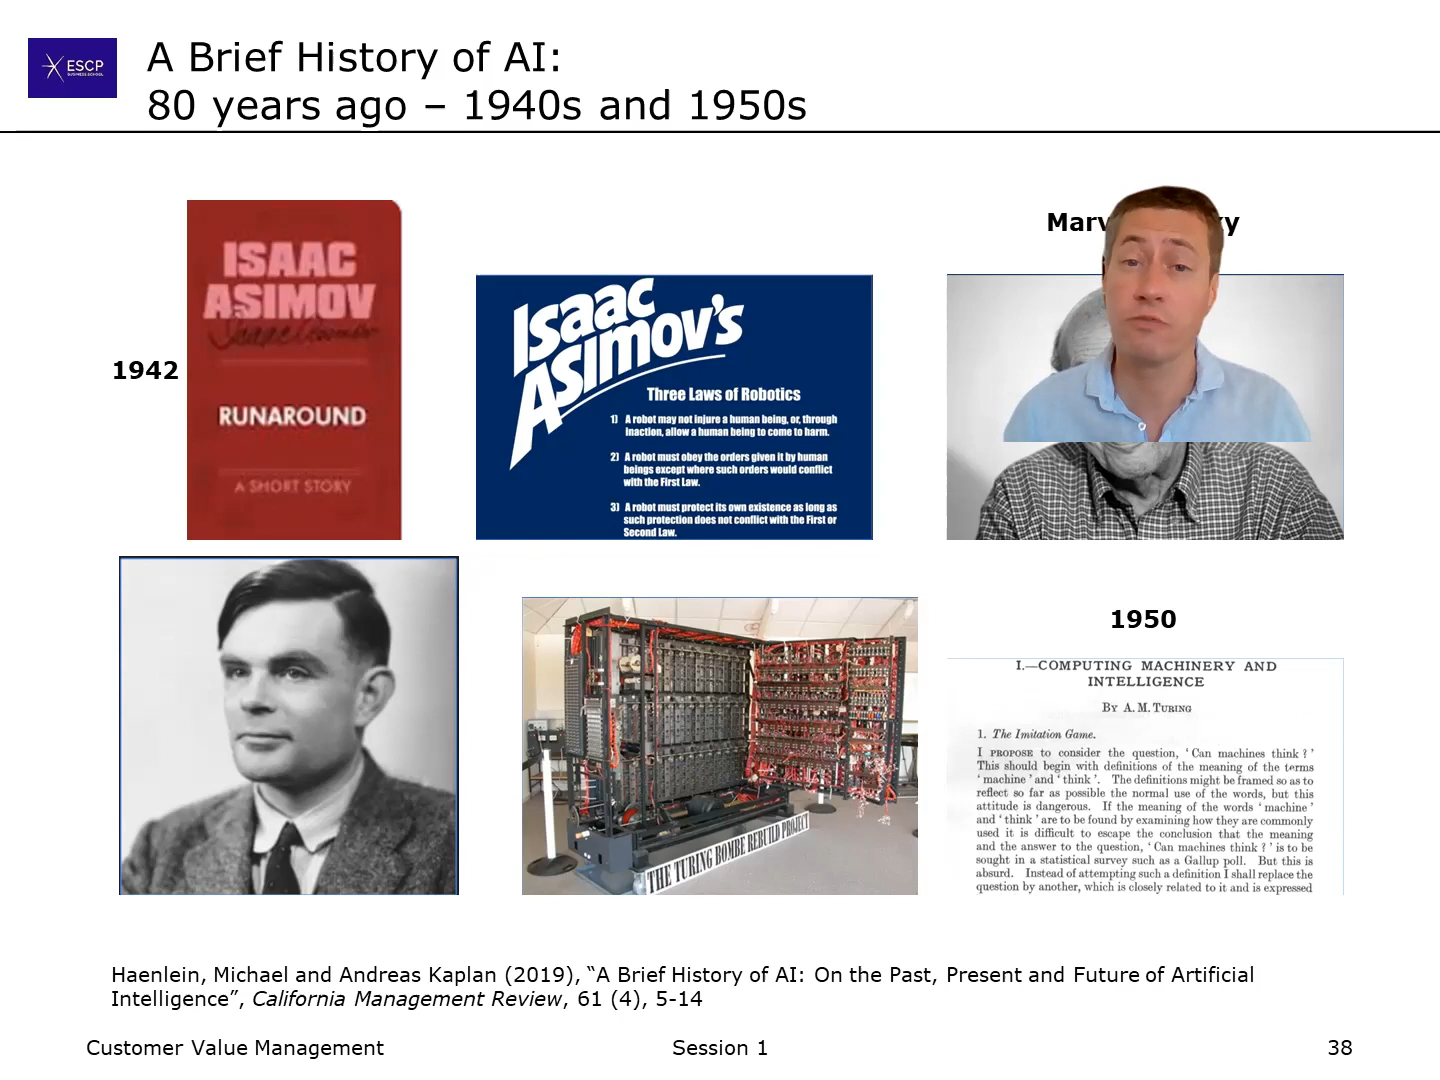 ESCP
BUSINESS SCHOOL
A Brief History of AI:
80 years ago – 1940s and 1950s
1942
ISAAC
ASIMOV
RUNAROUND
A SHORT STORY
Isaac
Asimov's
Three Laws of Robotics
1) A robot may not injure a human being, or, through
inaction, allow a human being to come to harm.
2) A robot must obey the orders given it by human
beings except where such orders would conflict
with the First Law.
3) A robot must protect its own existence as long as
such protection does not conflict with the First or
Second Law.
THE TURING BOMBE REBUILD PROJECT
1950
I.—COMPUTING MACHINERY AND
INTELLIGENCE
By A. M. Turing
1. The Imitation Game.
I PROPOSE to consider the question, ‘Can machines think?’
This should begin with definitions of the meaning of the terms
‘machine’ and ‘think’. The definitions might be framed so as to
reflect so far as possible the normal use of the words, but this
attitude is dangerous. If the meaning of the words ‘machine’
and ‘think’ are to be found by examining how they are commonly
used it is difficult to escape the conclusion that the meaning
and the answer to the question, ‘Can machines think?’ is to be
sought in a statistical survey such as a Gallup poll. But this is
absurd. Instead of attempting such a definition I shall replace the
question by another, which is closely related to it and is expressed
Haenlein, Michael and Andreas Kaplan (2019), “A Brief History of AI: On the Past, Present and Future of Artificial
Intelligence”, California Management Review, 61 (4), 5-14
Customer Value Management
Session 1
38